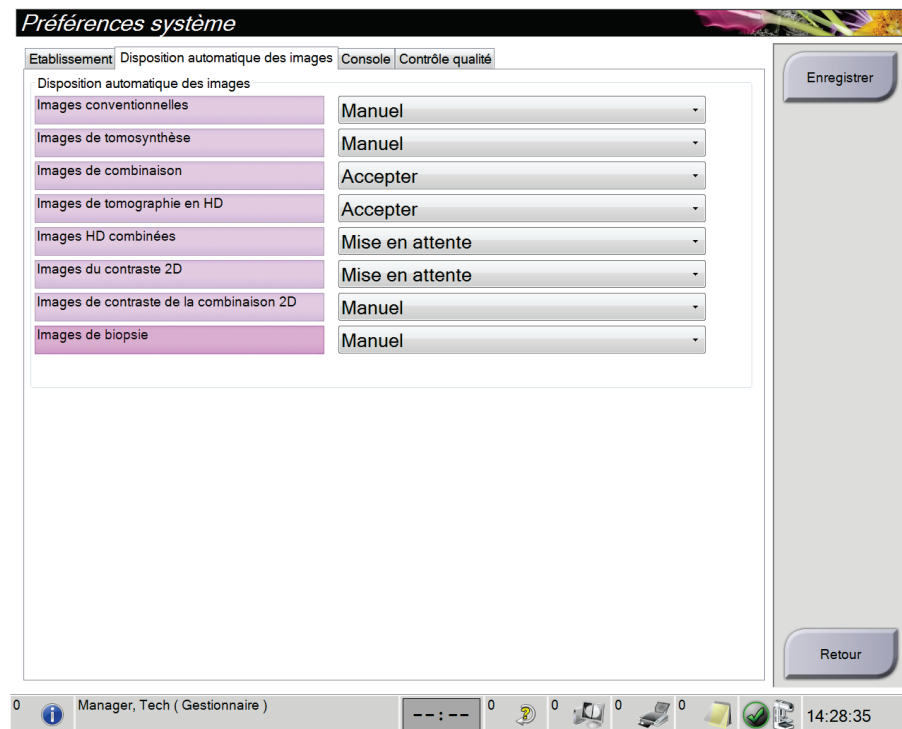 Préférences système
Etablissement Disposition automatique des images Console Contrôle qualité
Disposition automatique des images
Images conventionnelles Manuel
Images de tomosynthèse Manuel
Images de combinaison Accepter
Images de tomographie en HD Accepter
Images HD combinées Mise en attente
Images du contraste 2D Mise en attente
Images de contraste de la combinaison 2D Manuel
Images de biopsie Manuel
Enregistrer
Retour
0 Manager, Tech ( Gestionnaire ) --:-- 0 0 0 0 14:28:35